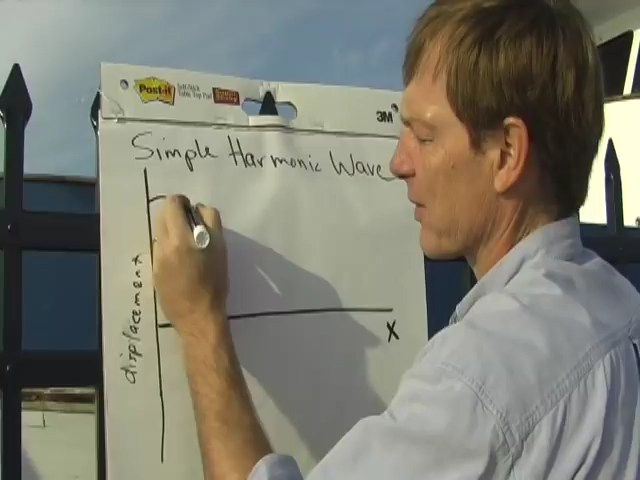 Post-it
3M
Simple Harmonic Wave
displacement
X